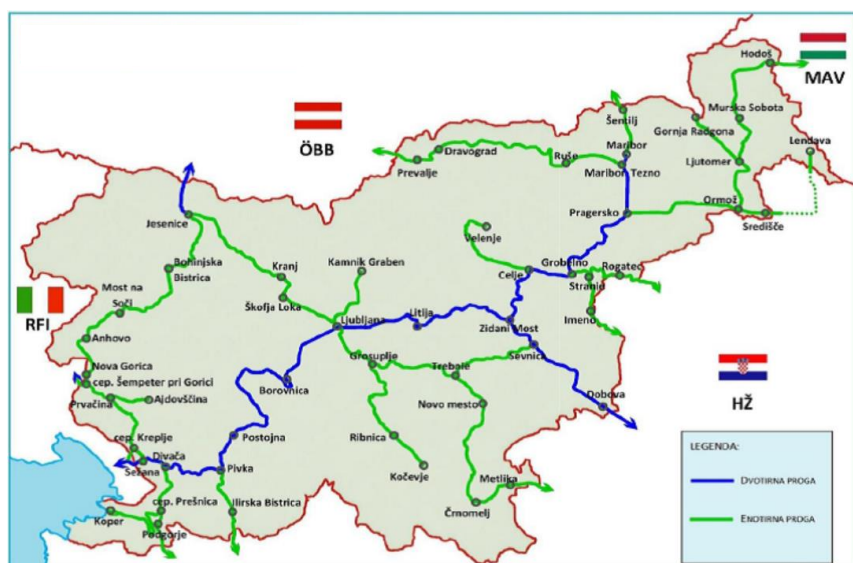 Hodoš
MAV
Murska Sobota
Gornja Radgona
Lendava
Šentilj
Maribor
ÖBB
Dravograd
Prevalje
Ruše
Maribor Tezno
Ljutomer
Ormož
Središče
Pragersko
Jesenice
Velenje
Bohinjska
Bistrica
Kranj
Kamnik Graben
Celje
Grobelno
Rogatec
Stranje
Imeno
Most na
Soči
RFI
Škofja Loka
Ljubljana
Litija
Zidani Most
Anhovo
Sevnica
HŽ
Nova Gorica
cep. Šempeter pri Gorici
Prvačina
Ajdovščina
Borovnica
Grosuplje
Trebnje
Novo mesto
Dobova
cep. Kreplje
Divača
Sežana
Postojna
Pivka
Ribnica
Kočevje
Metlika
Črnomelj
cep. Prešnica
Koper
Podgorje
Ilirska Bistrica
LEGENDA:
DVOTIRNA PROGA
ENOTIRNA PROGA